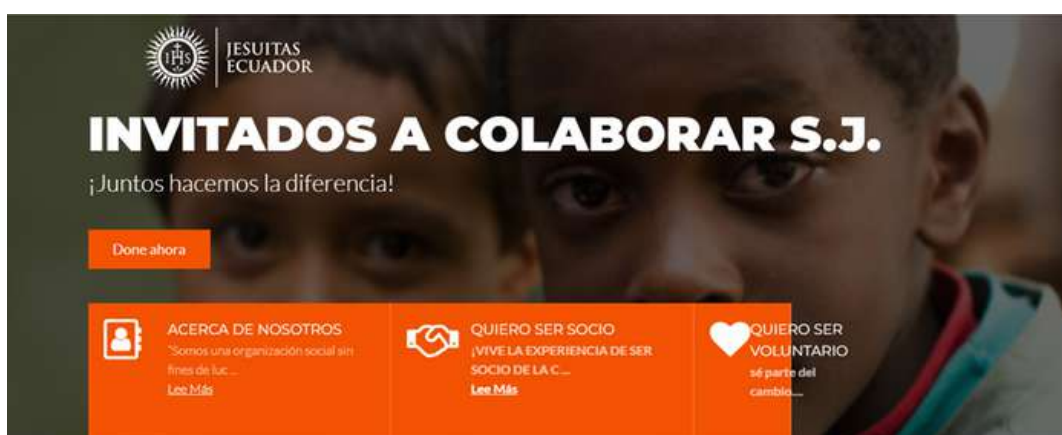 IHS
JESUITAS
ECUADOR
INVITADOS A COLABORAR S.J.
¡Juntos hacemos la diferencia!
Done ahora
ACERCA DE NOSOTROS
"Somos una organización social sin
fines de luc ...
Lee Más
QUIERO SER SOCIO
¡VIVE LA EXPERIENCIA DE SER
SOCIO DE LA C ...
Lee Más
QUIERO SER
VOLUNTARIO
sé parte del
cambio....